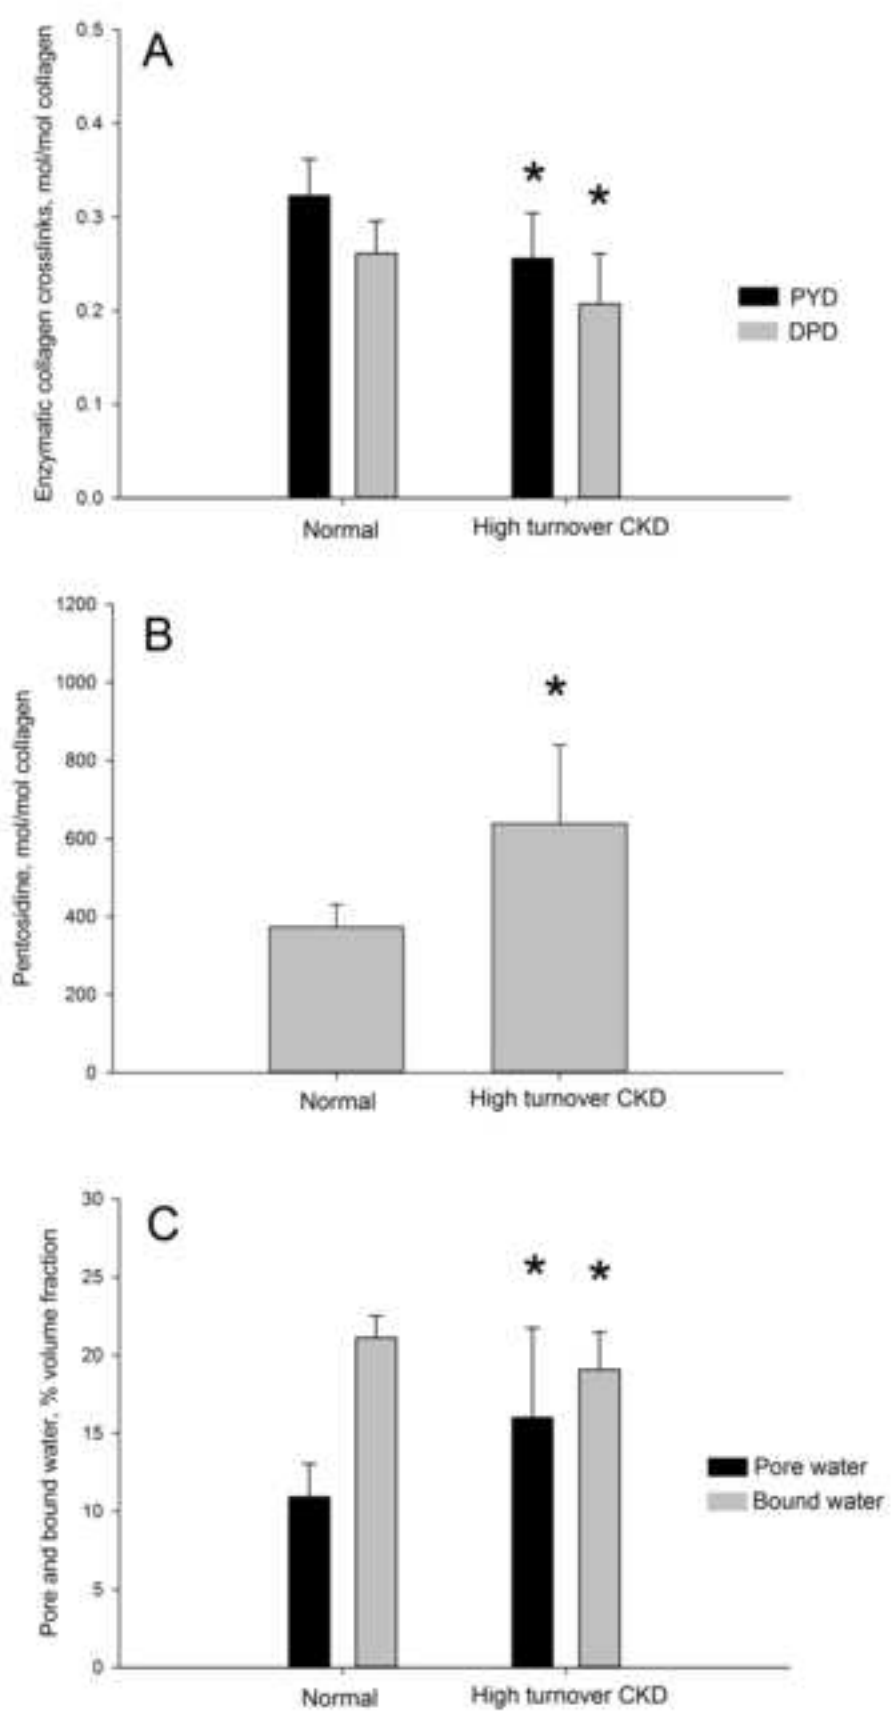 A
Enzymatic collagen crosslinks, mol/mol collagen
0.5
0.4
0.3
0.2
0.1
0.0
* *
PYD
DPD
Normal High turnover CKD
B
Pentosidine, mol/mol collagen
1200
1000
800
600
400
200
0
*
Normal High turnover CKD
C
Pore and bound water, % volume fraction
30
25
20
15
10
5
0
* *
Pore water
Bound water
Normal High turnover CKD